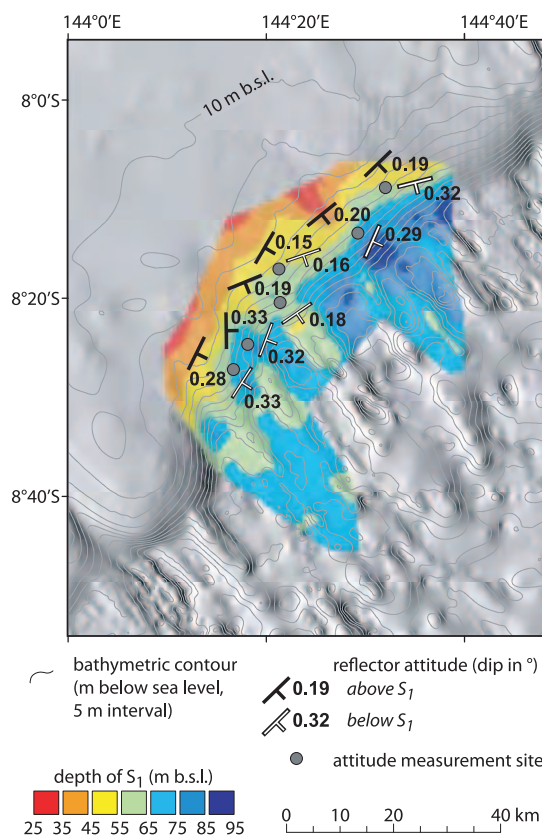 144°0′E 144°20′E 144°40′E
8°0′S
10 m b.s.l.
0.19
0.32
0.20
0.29
0.15
0.16
8°20′S
0.19
0.33
0.18
0.32
0.28
0.33
8°40′S
bathymetric contour
(m below sea level,
5 m interval)
reflector attitude (dip in °)
0.19 above S1
0.32 below S1
attitude measurement site
depth of S1 (m b.s.l.)
25 35 45 55 65 75 85 95
0 10 20 40 km